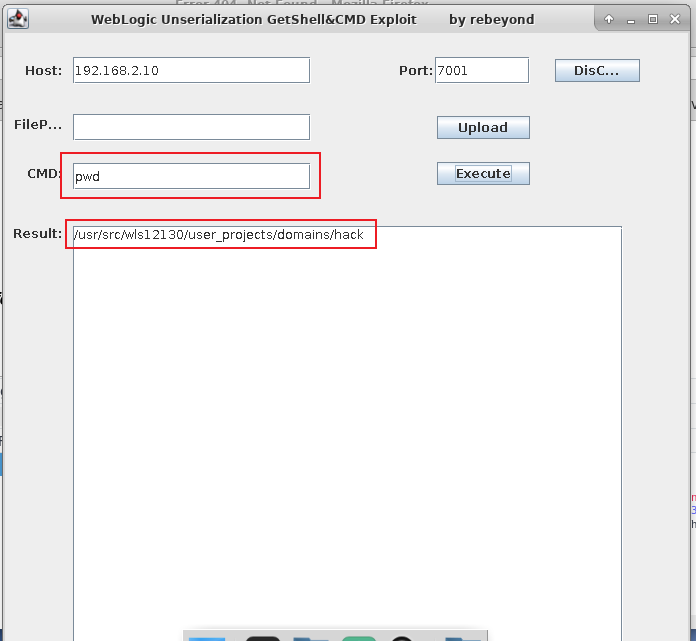 WebLogic Unserialization GetShell&CMD Exploit by rebeyond
Host: 192.168.2.10 Port: 7001 DisC...
FileP... Upload
CMD: pwd Execute
Result: /usr/src/wls12130/user_projects/domains/hack